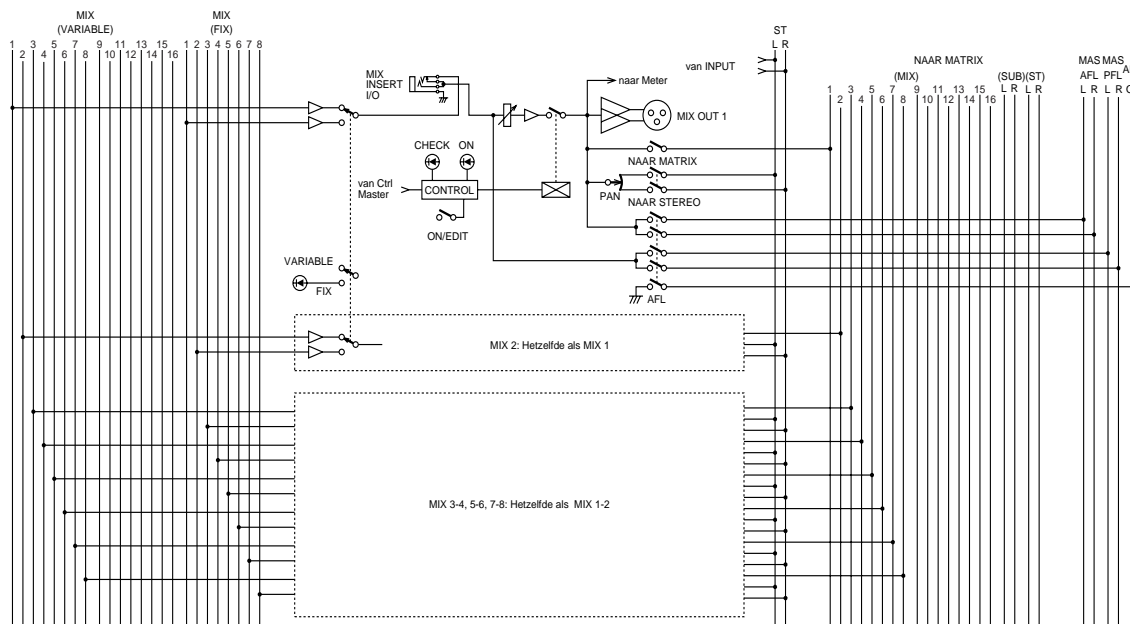 MIX
(VARIABLE)
1 2 3 4 5 6 7 8 9 10 11 12 13 14 15 16
MIX
(FIX)
1 2 3 4 5 6 7 8
MIX
INSERT
I/O
naar Meter
MIX OUT 1
van INPUT
ST
L R
NAAR MATRIX
(MIX)
1 2 3 4 5 6 7 8 9 10 11 12 13 14 15 16
(SUB) (ST)
L R L R
MAS MAS
AFL PFL
L R L R
CHECK ON
van Ctrl
Master
CONTROL
ON/EDIT
NAAR MATRIX
PAN
NAAR STEREO
VARIABLE
FIX
AFL
MIX 2: Hetzelfde als MIX 1
MIX 3-4, 5-6, 7-8: Hetzelfde als MIX 1-2